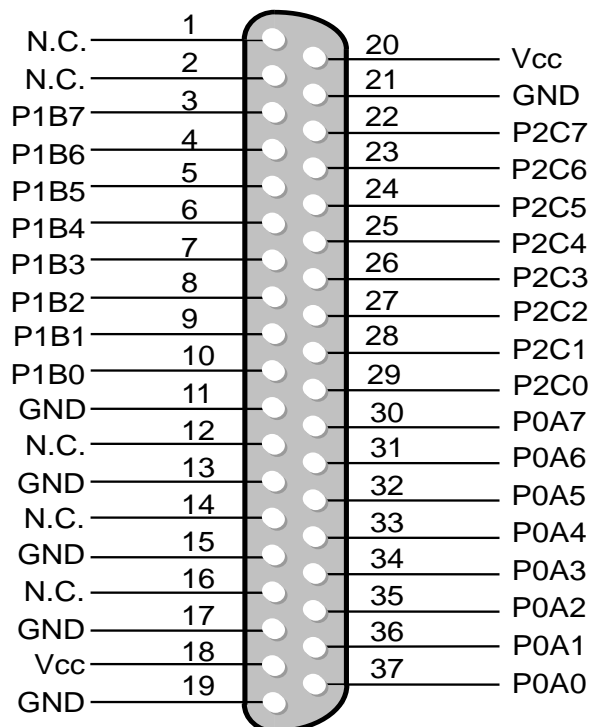 N.C. 1
N.C. 2
P1B7 3
P1B6 4
P1B5 5
P1B4 6
P1B3 7
P1B2 8
P1B1 9
P1B0 10
GND 11
N.C. 12
GND 13
N.C. 14
GND 15
N.C. 16
GND 17
Vcc 18
GND 19
20 Vcc
21 GND
22 P2C7
23 P2C6
24 P2C5
25 P2C4
26 P2C3
27 P2C2
28 P2C1
29 P2C0
30 P0A7
31 P0A6
32 P0A5
33 P0A4
34 P0A3
35 P0A2
36 P0A1
37 P0A0